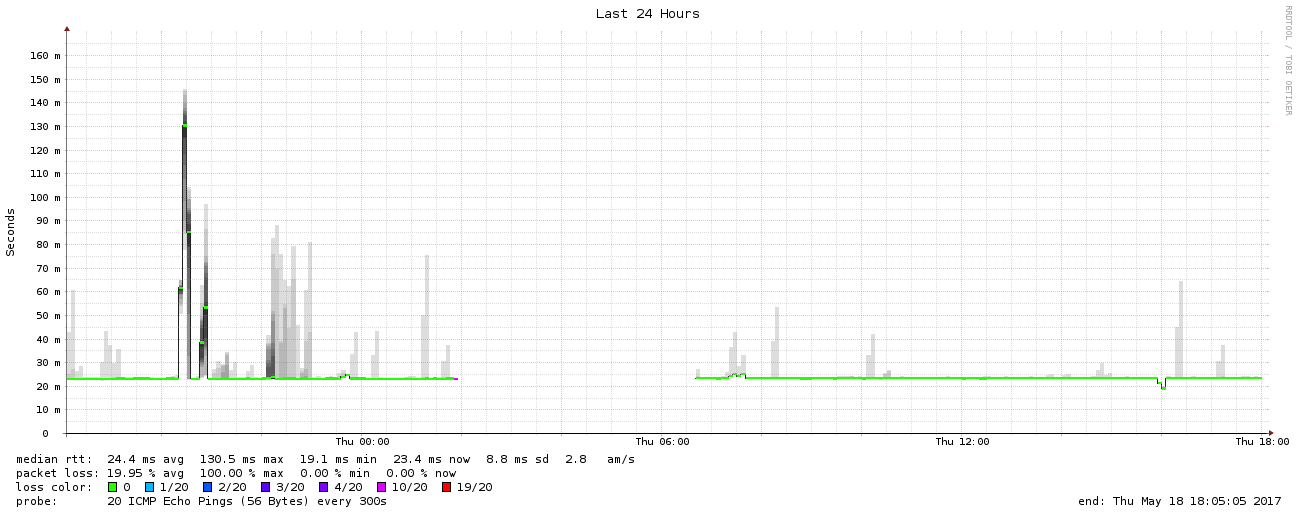 Last 24 Hours
RRDTOOL / TOBI OETIKER
Seconds
160 m
150 m
140 m
130 m
120 m
110 m
100 m
90 m
80 m
70 m
60 m
50 m
40 m
30 m
20 m
10 m
0
Thu 00:00 Thu 06:00 Thu 12:00 Thu 18:00
median rtt: 24.4 ms avg 130.5 ms max 19.1 ms min 23.4 ms now 8.8 ms sd 2.8 am/s
packet loss: 19.95 % avg 100.00 % max 0.00 % min 0.00 % now
loss color: 0 1/20 2/20 3/20 4/20 10/20 19/20
probe: 20 ICMP Echo Pings (56 Bytes) every 300s end: Thu May 18 18:05:05 2017